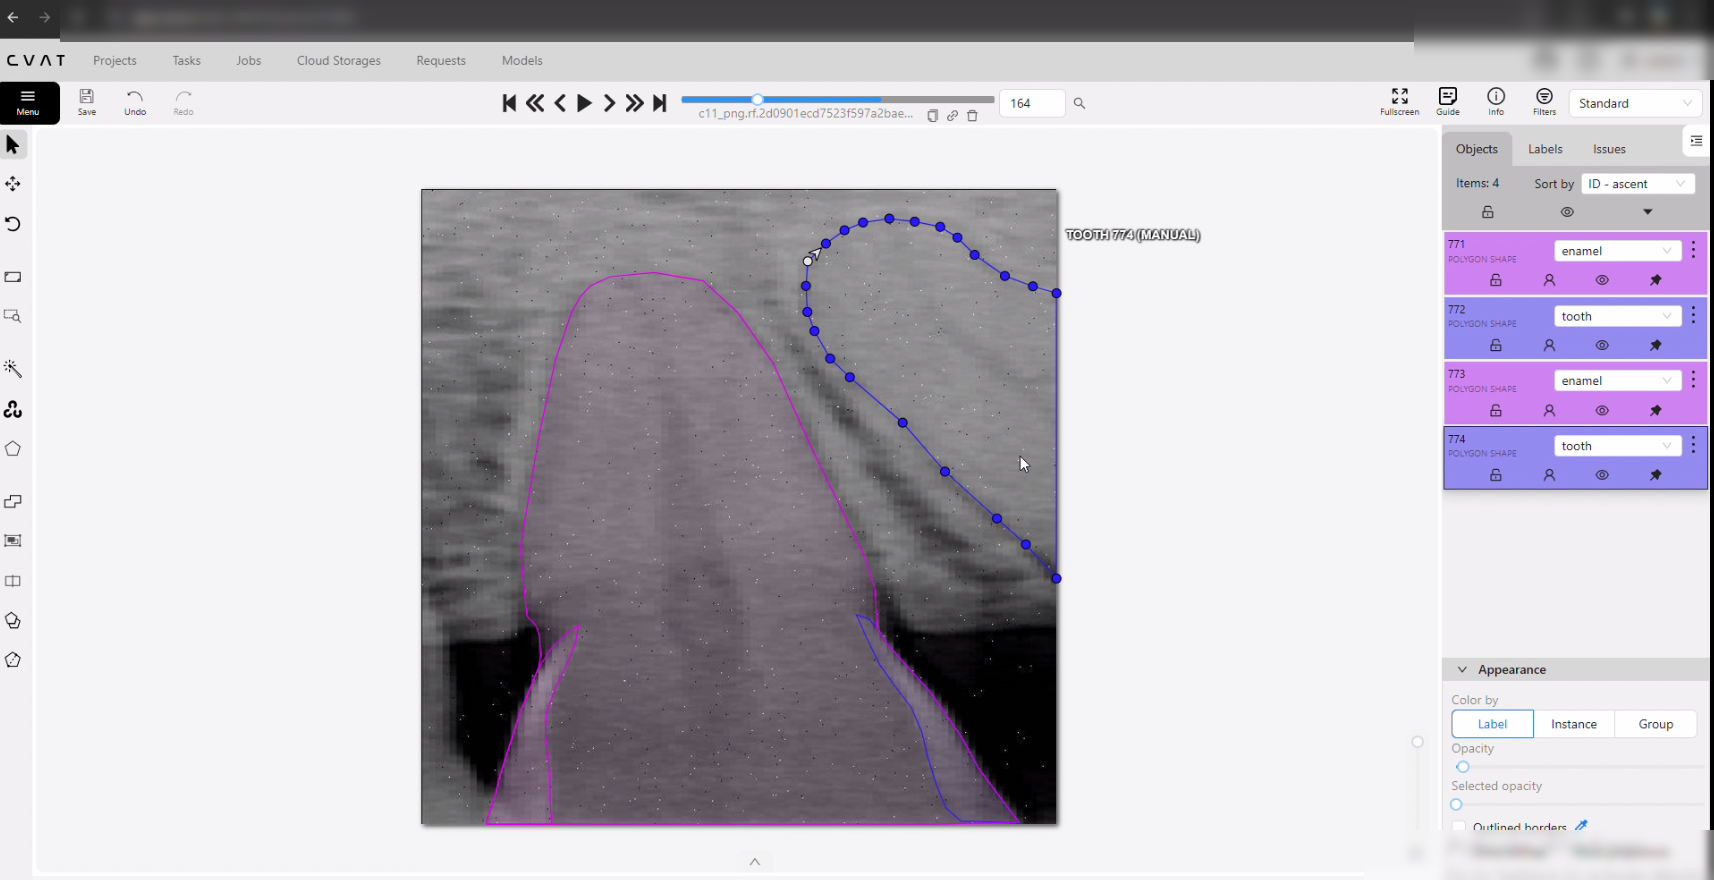 CVAT Projects Tasks Jobs Cloud Storages Requests Models
Menu Save Undo Redo 164 Fullscreen Guide Info Filters Standard
c11_png.rf.2d0901ecd7523f597a2bae...
Objects Labels Issues
Items: 4 Sort by ID - ascent
TOOTH 774 (MANUAL)
771 enamel
POLYGON SHAPE
772 tooth
POLYGON SHAPE
773 enamel
POLYGON SHAPE
774 tooth
POLYGON SHAPE
Appearance
Color by
Label Instance Group
Opacity
Selected opacity
Outlined borders